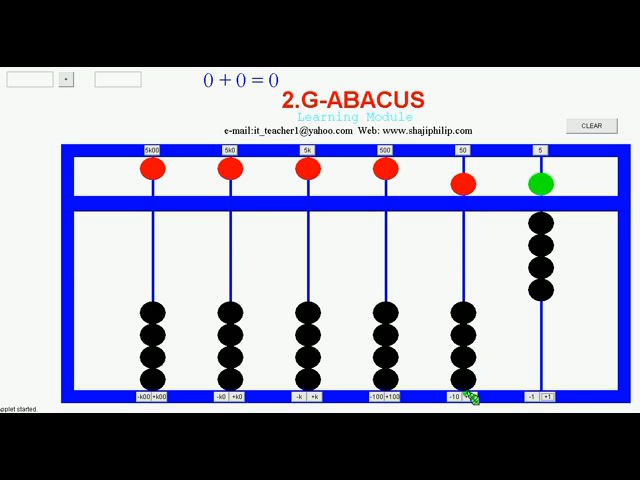 +
0 + 0 = 0
2.G-ABACUS
Learning Module
e-mail:it_teacher1@yahoo.com Web: www.shajiphilip.com
CLEAR
5k00 5k0 5k 500 50 5
-k00 +k00 -k0 +k0 -k +k -100 +100 -10 -1 +1
applet started.